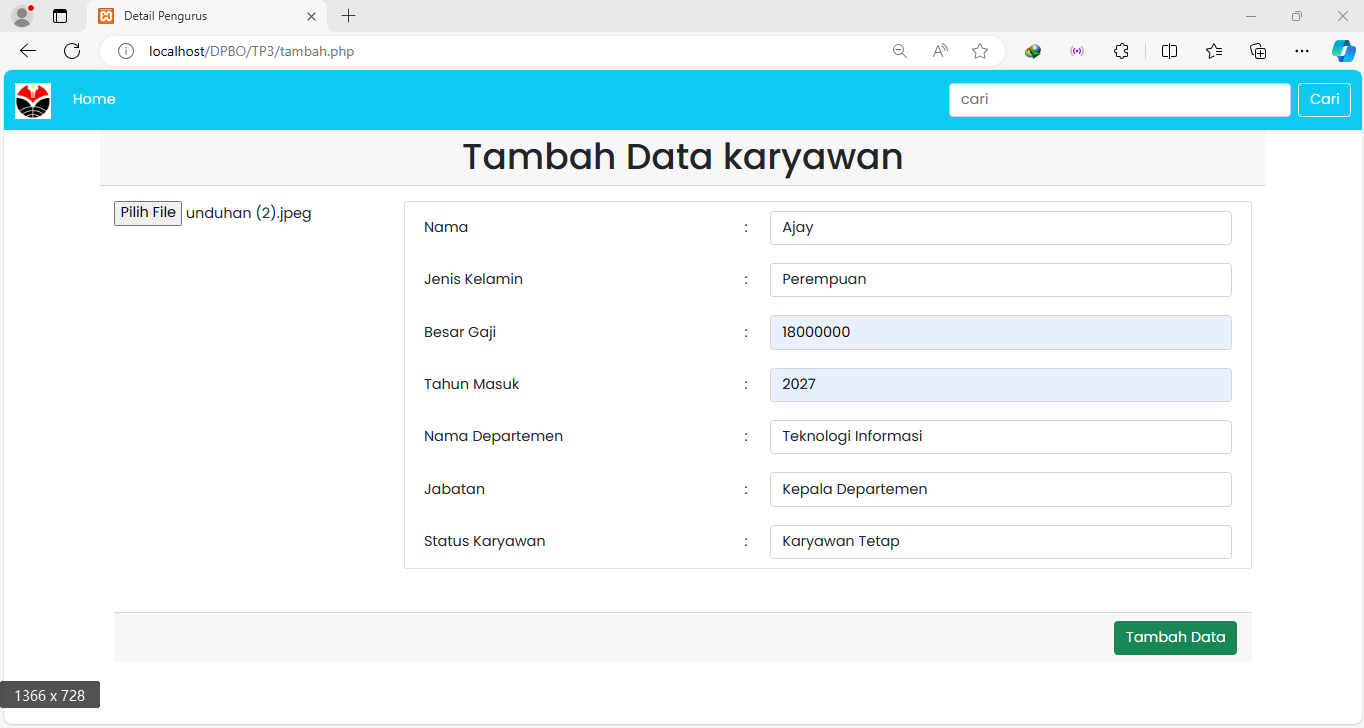 Detail Pengurus
localhost/DPBO/TP3/tambah.php
Home
cari
Cari
Tambah Data karyawan
Pilih File unduhan (2).jpeg
Nama : Ajay
Jenis Kelamin : Perempuan
Besar Gaji : 18000000
Tahun Masuk : 2027
Nama Departemen : Teknologi Informasi
Jabatan : Kepala Departemen
Status Karyawan : Karyawan Tetap
Tambah Data
1366 x 728